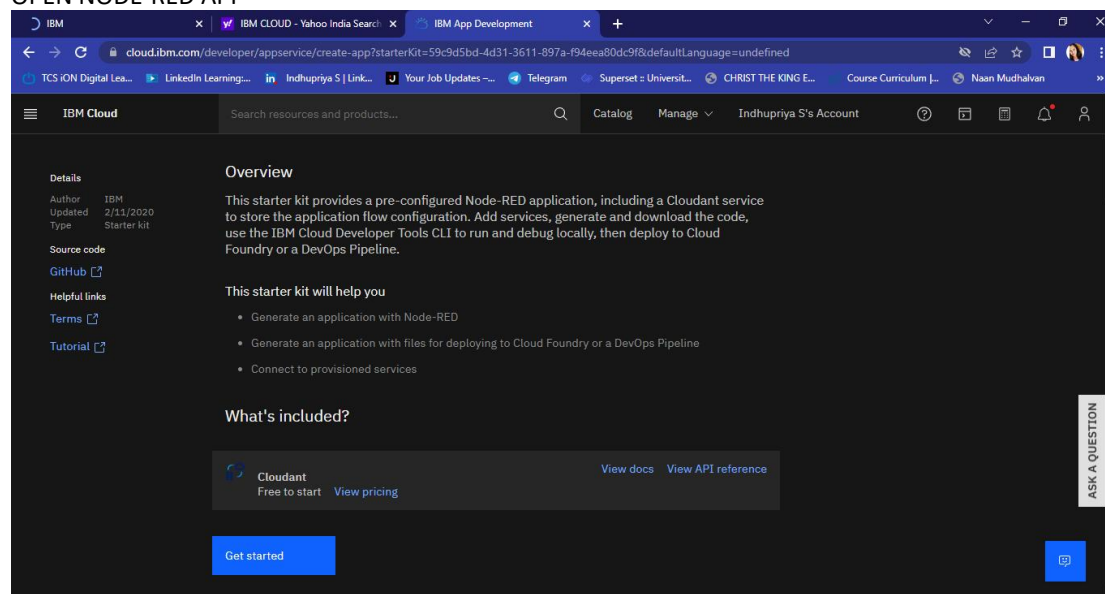 OPEN NODE-RED APP
IBM
IBM CLOUD - Yahoo India Search
IBM App Development
cloud.ibm.com/developer/appservice/create-app?starterKit=59c9d5bd-4d31-3611-897a-f94eea80dc9f&defaultLanguage=undefined
TCS iON Digital Lea... LinkedIn Learning:... Indhupriya S | Link... Your Job Updates –... Telegram Superset :: Universit... CHRIST THE KING E... Course Curriculum |... Naan Mudhalvan »
IBM Cloud Search resources and products... Catalog Manage Indhupriya S's Account
Details
Author IBM
Updated 2/11/2020
Type Starter kit
Source code
GitHub
Helpful links
Terms
Tutorial
Overview
This starter kit provides a pre-configured Node-RED application, including a Cloudant service
to store the application flow configuration. Add services, generate and download the code,
use the IBM Cloud Developer Tools CLI to run and debug locally, then deploy to Cloud
Foundry or a DevOps Pipeline.
This starter kit will help you
• Generate an application with Node-RED
• Generate an application with files for deploying to Cloud Foundry or a DevOps Pipeline
• Connect to provisioned services
What's included?
Cloudant
Free to start View pricing
View docs View API reference
Get started
ASK A QUESTION